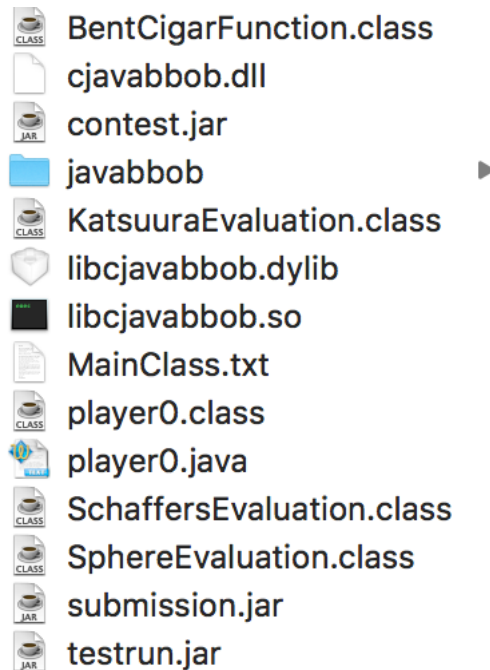 BentCigarFunction.class
cjavabbob.dll
contest.jar
javabbob
KatsuuraEvaluation.class
libcjavabbob.dylib
libcjavabbob.so
MainClass.txt
player0.class
player0.java
SchaffersEvaluation.class
SphereEvaluation.class
submission.jar
testrun.jar